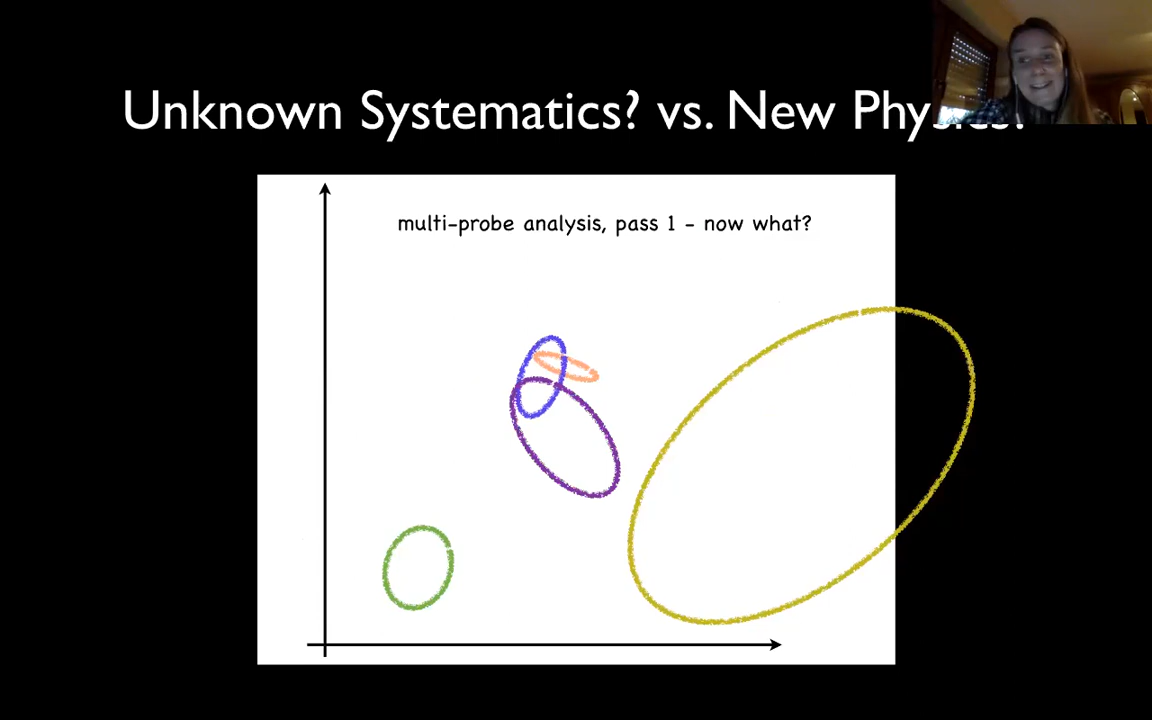 Unknown Systematics? vs. New Physics?
multi-probe analysis, pass 1 - now what?